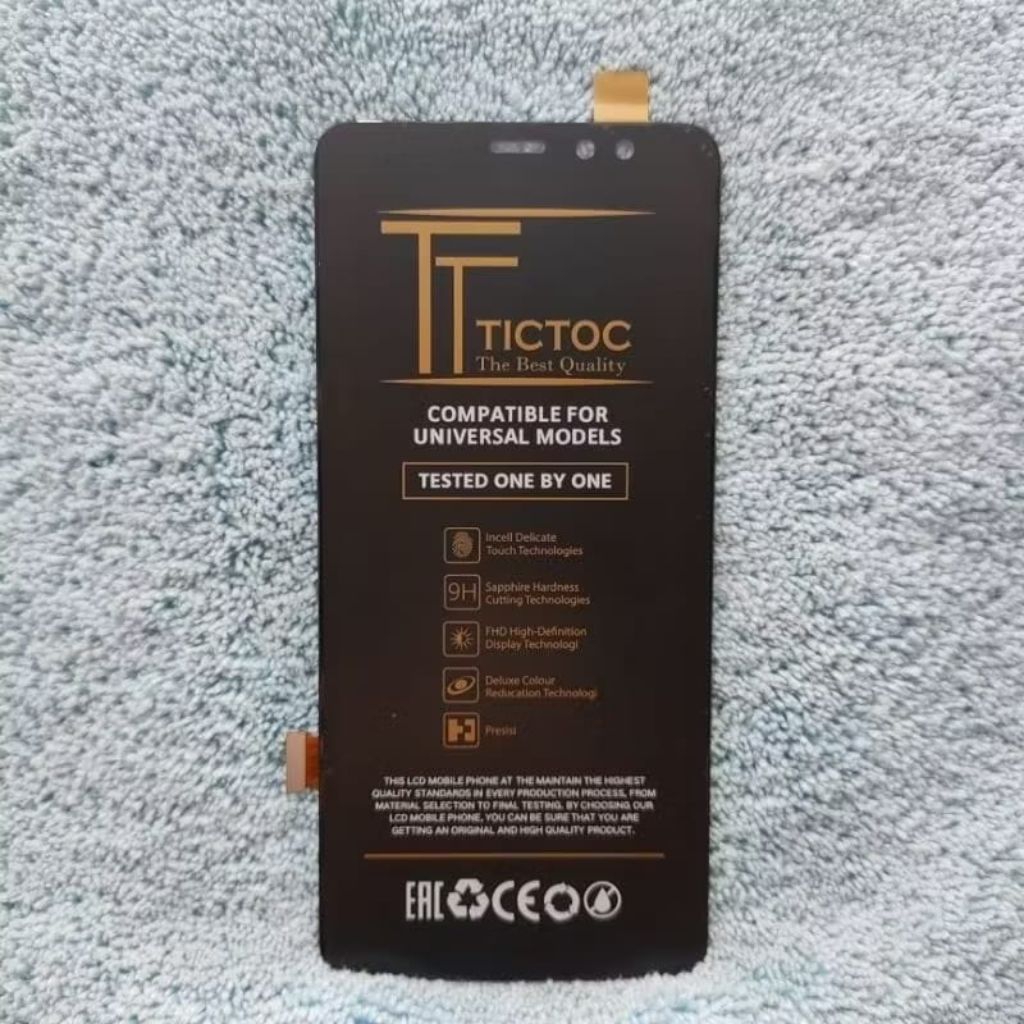 TT
TICTOC
The Best Quality
COMPATIBLE FOR
UNIVERSAL MODELS
TESTED ONE BY ONE
Incell Delicate
Touch Technologies
9H
Sapphire Hardness
Cutting Technologies
FHD High-Definition
Display Technologi
Deluxe Colour
Reducation Technologi
Presisi
THIS LCD MOBILE PHONE AT THE MAINTAIN THE HIGHEST
QUALITY STANDARDS IN EVERY PRODUCTION PROCESS, FROM
MATERIAL SELECTION TO FINAL TESTING. BY CHOOSING OUR
LCD MOBILE PHONE, YOU CAN BE SURE THAT YOU ARE
GETTING AN ORIGINAL AND HIGH QUALITY PRODUCT.
EAC CE